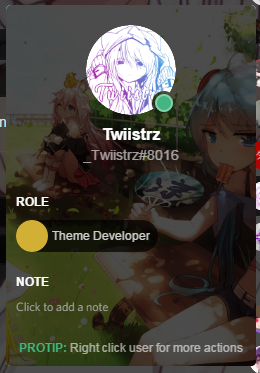 Twiistrz
_Twiistrz#8016
ROLE
Theme Developer
NOTE
Click to add a note
PROTIP: Right click user for more actions